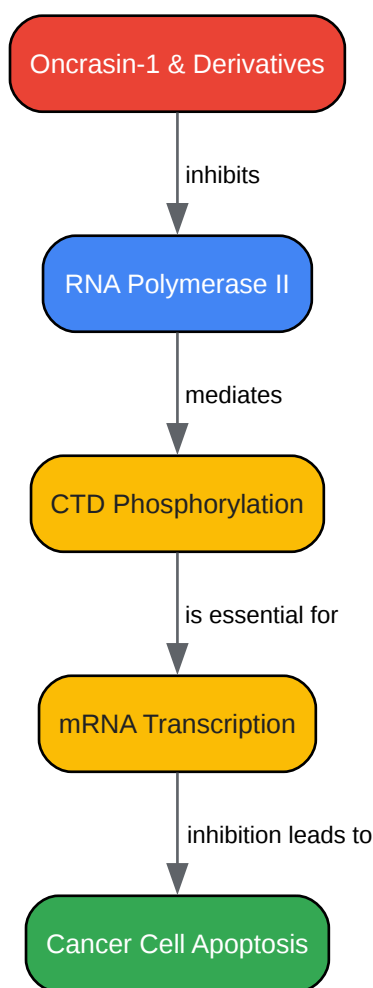 Oncrasin-1 & Derivatives
inhibits
RNA Polymerase II
mediates
CTD Phosphorylation
is essential for
mRNA Transcription
inhibition leads to
Cancer Cell Apoptosis